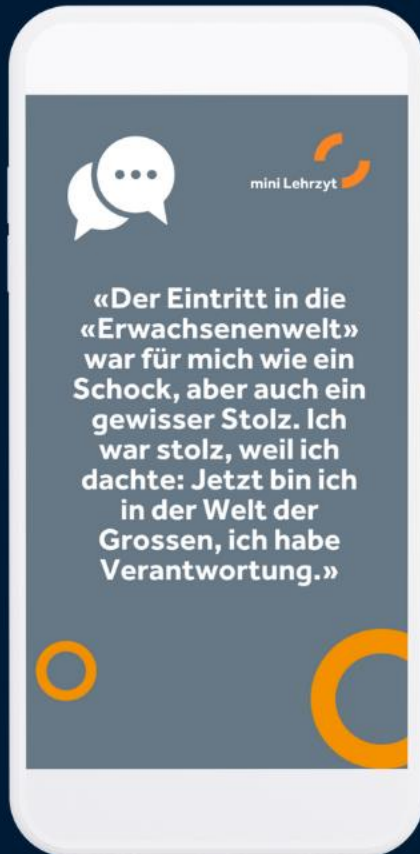 mini Lehrzyt
«Der Eintritt in die
«Erwachsenenwelt»
war für mich wie ein
Schock, aber auch ein
gewisser Stolz. Ich
war stolz, weil ich
dachte: Jetzt bin ich
in der Welt der
Grossen, ich habe
Verantwortung.»